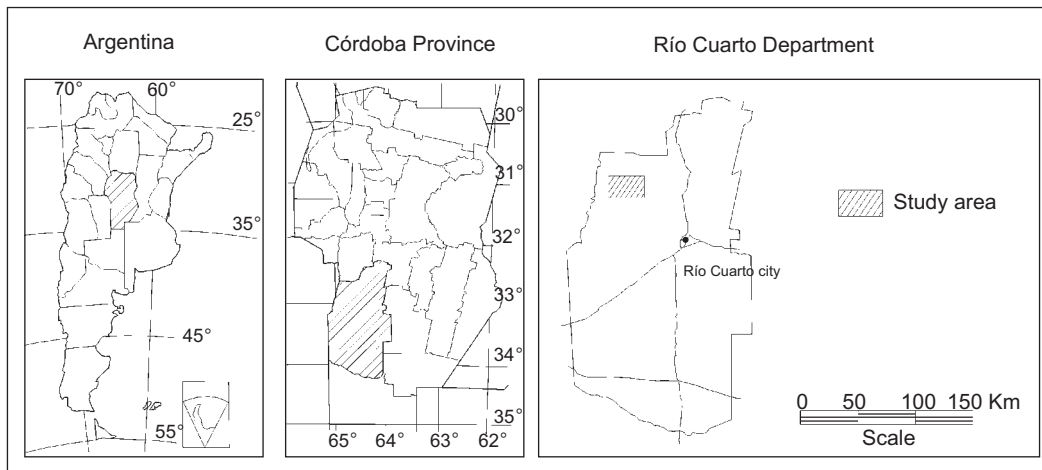 Argentina
70° 60°
25°
35°
45°
55°
Córdoba Province
30°
31°
32°
33°
34°
35°
65° 64° 63° 62°
Río Cuarto Department
Study area
Río Cuarto city
0 50 100 150 Km
Scale